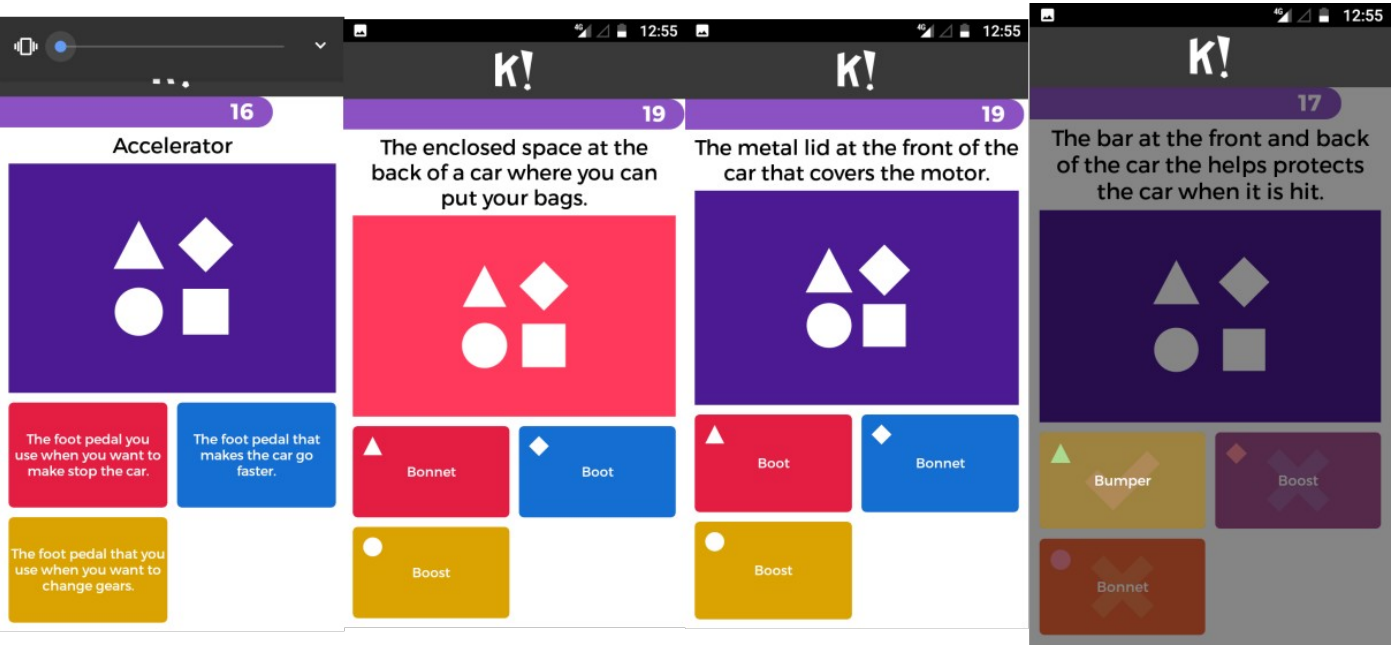 K!
16
Accelerator
The foot pedal you
use when you want to
make stop the car.
The foot pedal that
makes the car go
faster.
The foot pedal that you
use when you want to
change gears.
4G 12:55
K!
19
The enclosed space at the
back of a car where you can
put your bags.
Bonnet
Boot
Boost
4G 12:55
K!
19
The metal lid at the front of the
car that covers the motor.
Boot
Bonnet
Boost
4G 12:55
K!
17
The bar at the front and back
of the car the helps protects
the car when it is hit.
Bumper
Boost
Bonnet